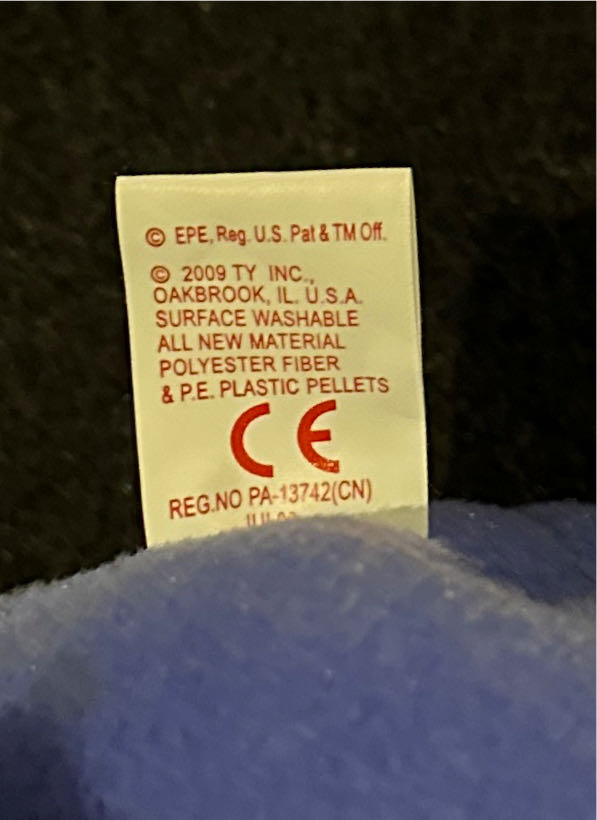 © EPE, Reg. U.S. Pat & TM Off.
© 2009 TY INC.,
OAKBROOK, IL. U.S.A.
SURFACE WASHABLE
ALL NEW MATERIAL
POLYESTER FIBER
& P.E. PLASTIC PELLETS
CE
REG.NO PA-13742(CN)